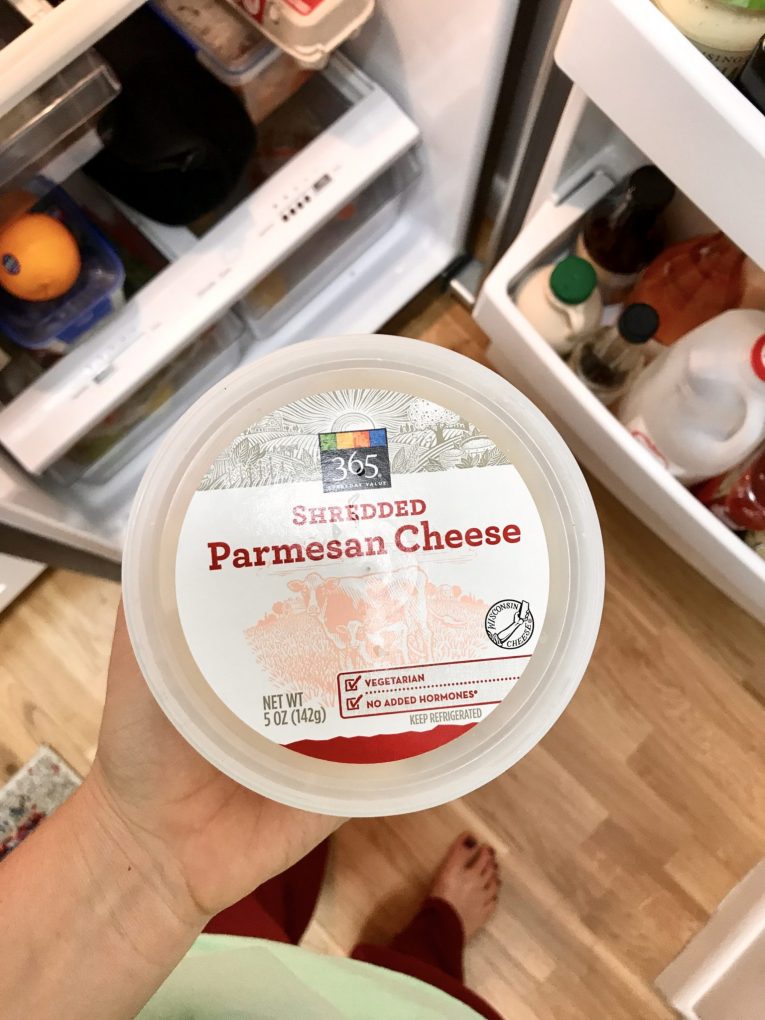 365
EVERYDAY VALUE
SHREDDED
Parmesan Cheese
WISCONSIN
CHEESE
VEGETARIAN
NO ADDED HORMONES*
NET WT
5 OZ (142g)
KEEP REFRIGERATED